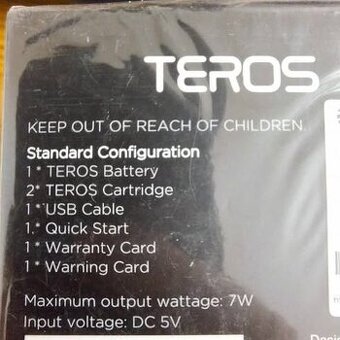 TEROS
KEEP OUT OF REACH OF CHILDREN
Standard Configuration
1 * TEROS Battery
2* TEROS Cartridge
1 * USB Cable
1.* Quick Start
1 * Warranty Card
1 * Warning Card
Maximum output wattage: 7W
Input voltage: DC 5V